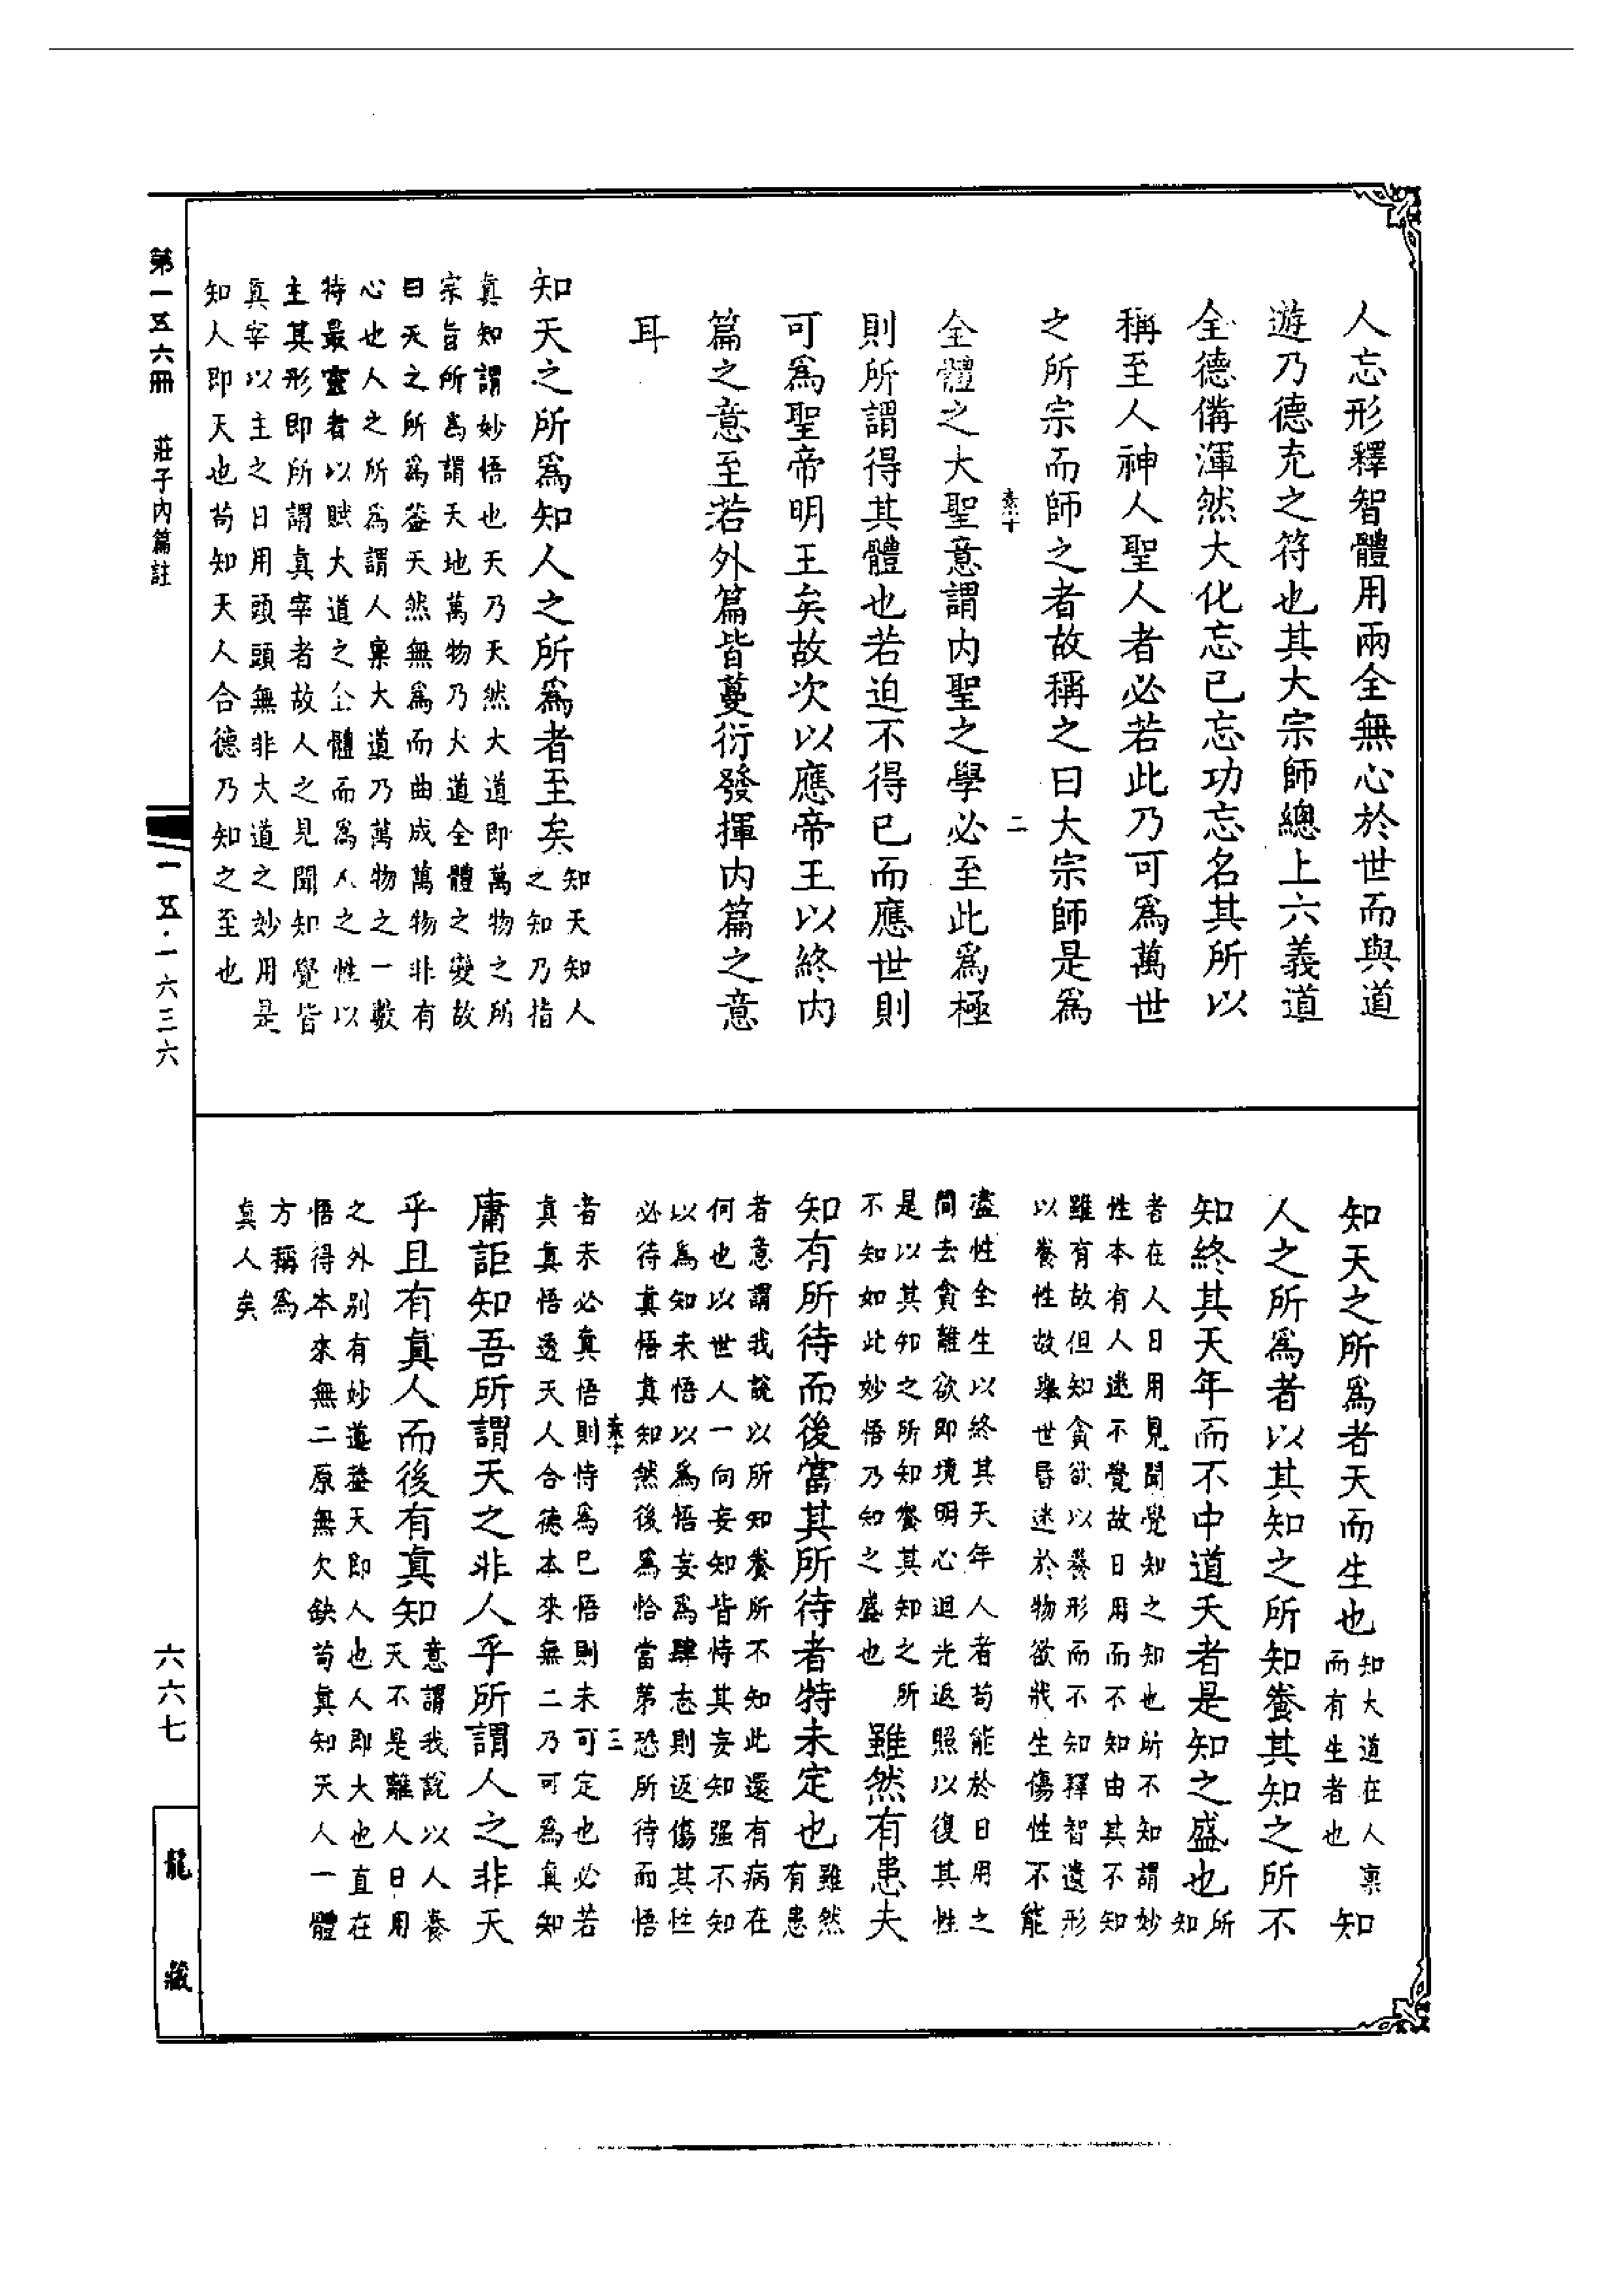 人忘形釋智體用兩全無心於世而與道
遊乃德充之符也其大宗師總上六義道
全德備渾然大化忘已忘功忘名其所以
稱至人神人聖人者必若此乃可爲萬世
之所宗而師之者故稱之曰大宗師是爲
素十 二
全體之大聖意謂内聖之學必至此爲極
則所謂得其體也若迫不得已而應世則
可爲聖帝明王矣故次以應帝王以終内
篇之意至若外篇皆蔓衍發揮内篇之意
耳
知天之所爲知人之所爲者至矣
知天知人
之知乃指
真知謂妙悟也天乃天然大道即萬物之所
宗旨所爲謂天地萬物乃大道全體之變故
曰天之所爲葢天然無爲而曲成萬物非有
心也人之所爲謂人稟大道乃萬物之一數
特最靈者以賦大道之全體而爲人之性以
主其形即所謂真宰者故人之見聞知覺皆
真宰以主之日用頭頭無非大道之妙用是
知人即天也苟知天人合德乃知之至也
知天之所爲者天而生也
知大道在人稟
而有生者也
知
人之所爲者以其知之所知養其知之所不
知終其天年而不中道夭者是知之盛也
所
知
者在人日用見聞覺知之知也所不知謂妙
性本有人迷不覺故日用而不知由其不知
雖有故但知貪欲以養形而不知釋智遺形
以養性故舉世昏迷於物欲戕生傷性不能
盡性全生以終其天年人者苟能於日用之
間去貪離欲即境明心迴光返照以復其性
是以其知之所知養其知之所
不知如此妙悟乃知之盛也
雖然有患夫
知有所待而後當其所待者特未定也
雖然
有患
者意謂我說以所知養所不知此還有病在
何也以世人一向妄知皆恃其妄知强不知
以爲知未悟以爲悟妄爲肆志則返傷其性
必待真悟真知然後爲恰當第恐所待而悟
素十 三
者未必真悟則恃爲已悟則未可定也必若
真真悟透天人合德本來無二乃可爲真知
庸詎知吾所謂天之非人乎所謂人之非天
乎且有真人而後有真知
意謂我說以人養
天不是離人日用
之外別有妙道葢天即人也人即大也直在
悟得本來無二原無欠缺苟真知天人一體
方稱爲
真人矣
第一五六冊 莊子内篇註
一五·一六三六
六六七
龍藏